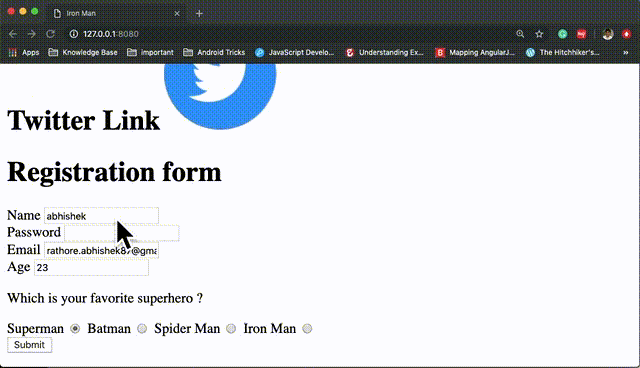 Iron Man
127.0.0.1:8080
Apps Knowledge Base important Android Tricks JavaScript Develo... Understanding Ex... Mapping AngularJ... The Hitchhiker's...
Twitter Link
Registration form
Name abhishek
Password
Email rathore.abhishek8
Age 23
Which is your favorite superhero ?
Superman Batman Spider Man Iron Man
Submit